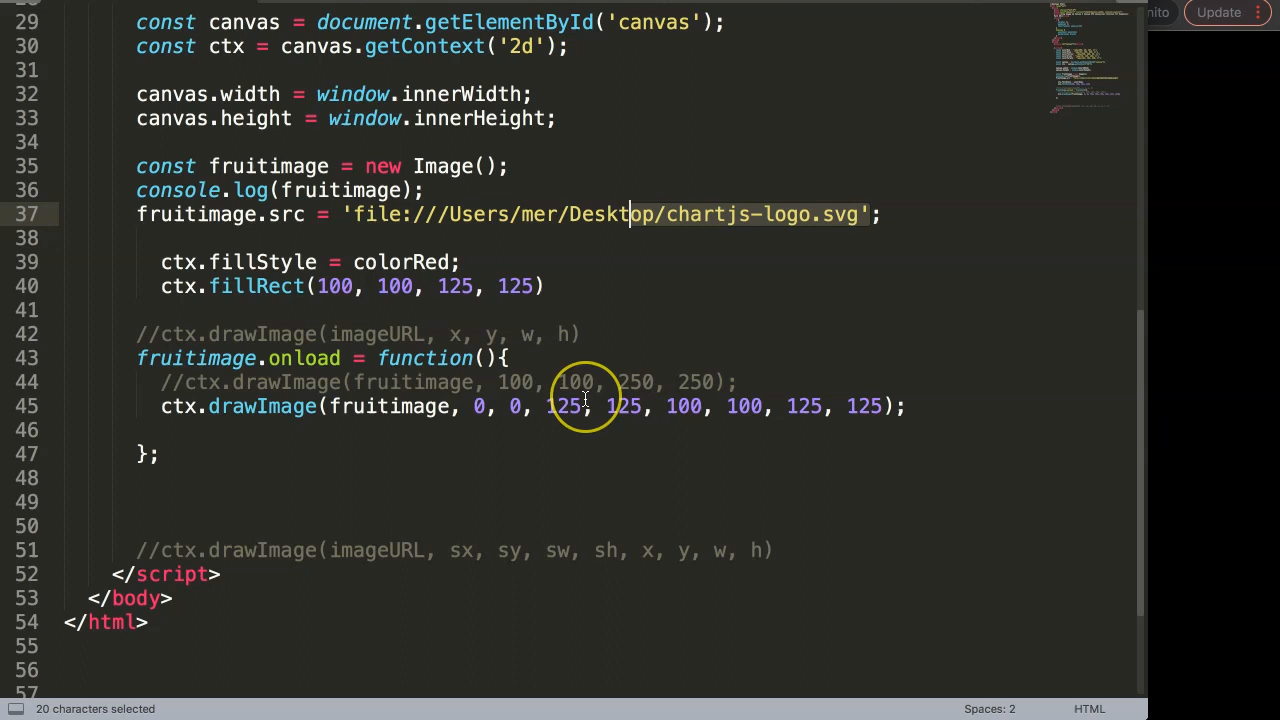 29 const canvas = document.getElementById('canvas');
30 const ctx = canvas.getContext('2d');
31
32 canvas.width = window.innerWidth;
33 canvas.height = window.innerHeight;
34
35 const fruitimage = new Image();
36 console.log(fruitimage);
37 fruitimage.src = 'file:///Users/mer/Desktop/chartjs-logo.svg';
38
39 ctx.fillStyle = colorRed;
40 ctx.fillRect(100, 100, 125, 125)
41
42 //ctx.drawImage(imageURL, x, y, w, h)
43 fruitimage.onload = function(){
44 //ctx.drawImage(fruitimage, 100, 100, 250, 250);
45 ctx.drawImage(fruitimage, 0, 0, 125, 125, 100, 100, 125, 125);
46
47 };
48
49
50
51 //ctx.drawImage(imageURL, sx, sy, sw, sh, x, y, w, h)
52 </script>
53 </body>
54 </html>
55
56
57
nito Update
20 characters selected Spaces: 2 HTML